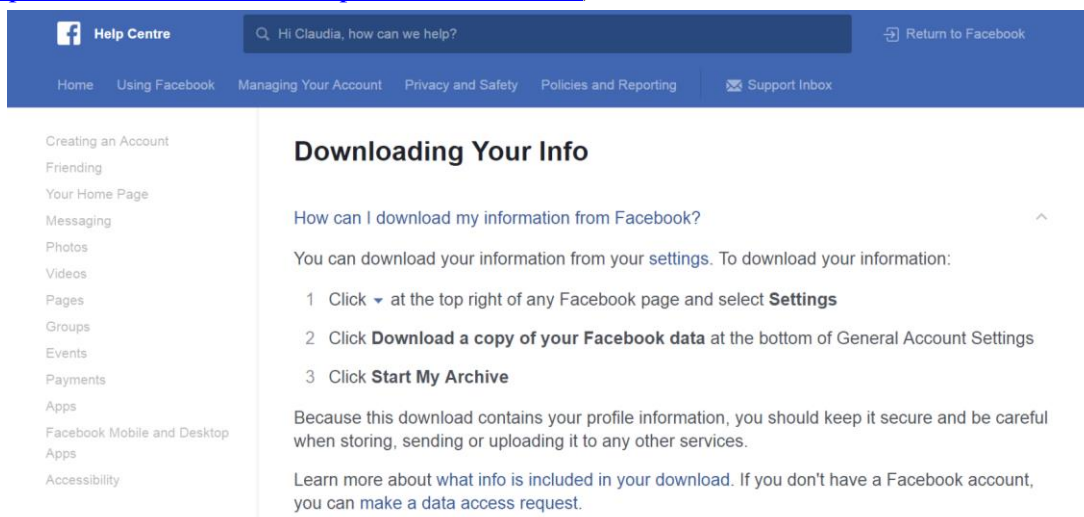 Help Centre
Hi Claudia, how can we help?
Return to Facebook
Home Using Facebook Managing Your Account Privacy and Safety Policies and Reporting Support Inbox
Creating an Account
Friending
Your Home Page
Messaging
Photos
Videos
Pages
Groups
Events
Payments
Apps
Facebook Mobile and Desktop
Apps
Accessibility
Downloading Your Info
How can I download my information from Facebook?
You can download your information from your settings. To download your information:
1 Click at the top right of any Facebook page and select Settings
2 Click Download a copy of your Facebook data at the bottom of General Account Settings
3 Click Start My Archive
Because this download contains your profile information, you should keep it secure and be careful
when storing, sending or uploading it to any other services.
Learn more about what info is included in your download. If you don't have a Facebook account,
you can make a data access request.